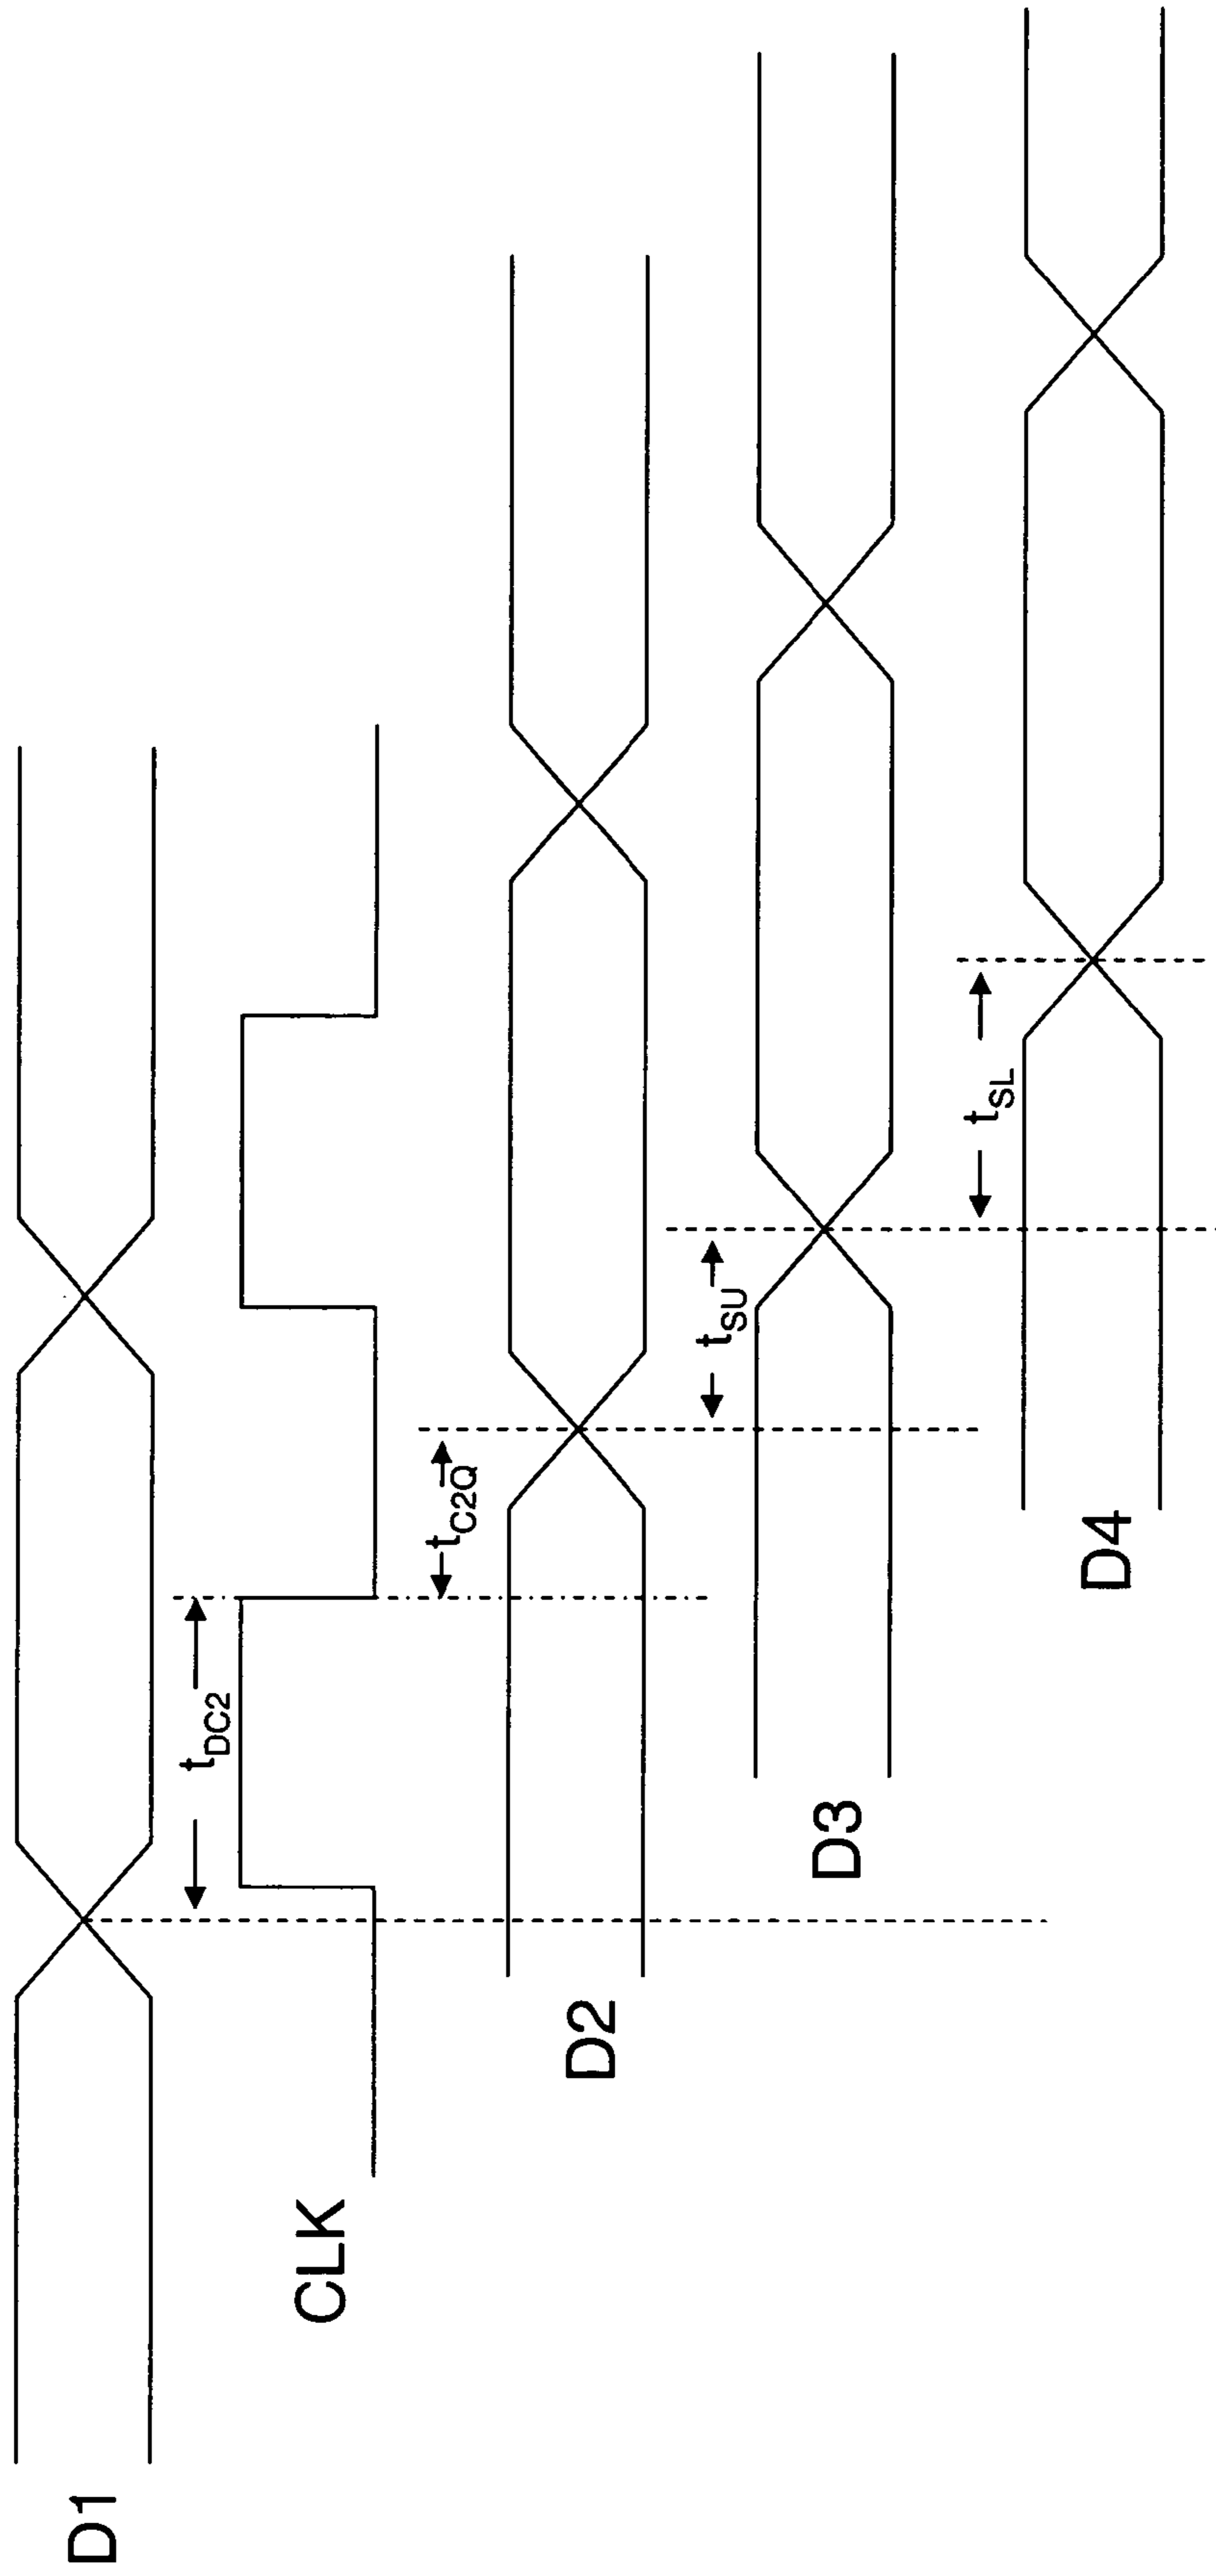 D1
tDC2
CLK
tC2Q
D2
tSU
D3
tSL
D4